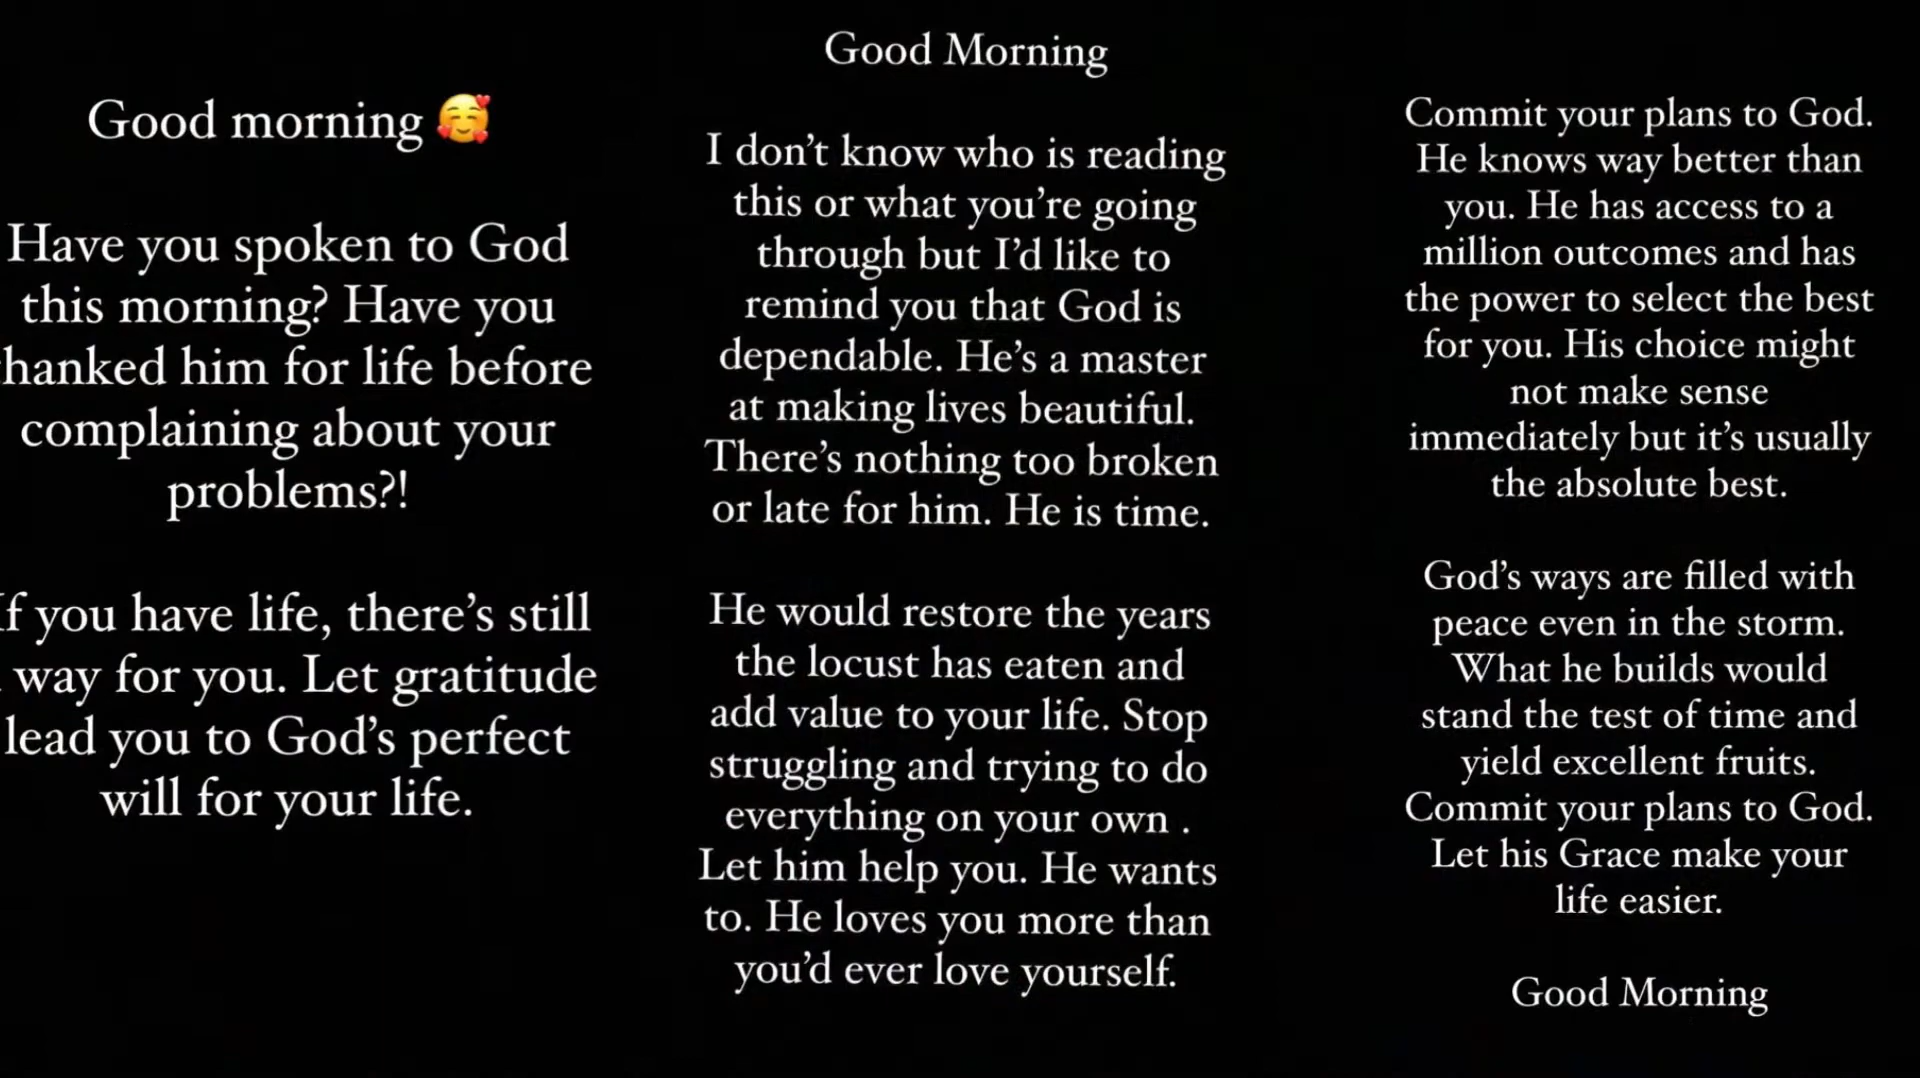 Good morning 🥰
Have you spoken to God
this morning? Have you
hanked him for life before
complaining about your
problems?!
f you have life, there's still
way for you. Let gratitude
lead you to God's perfect
will for your life.
Good Morning
I don't know who is reading
this or what you're going
through but I'd like to
remind you that God is
dependable. He's a master
at making lives beautiful.
There's nothing too broken
or late for him. He is time.
He would restore the years
the locust has eaten and
add value to your life. Stop
struggling and trying to do
everything on your own .
Let him help you. He wants
to. He loves you more than
you'd ever love yourself.
Commit your plans to God.
He knows way better than
you. He has access to a
million outcomes and has
the power to select the best
for you. His choice might
not make sense
immediately but it's usually
the absolute best.
God's ways are filled with
peace even in the storm.
What he builds would
stand the test of time and
yield excellent fruits.
Commit your plans to God.
Let his Grace make your
life easier.
Good Morning